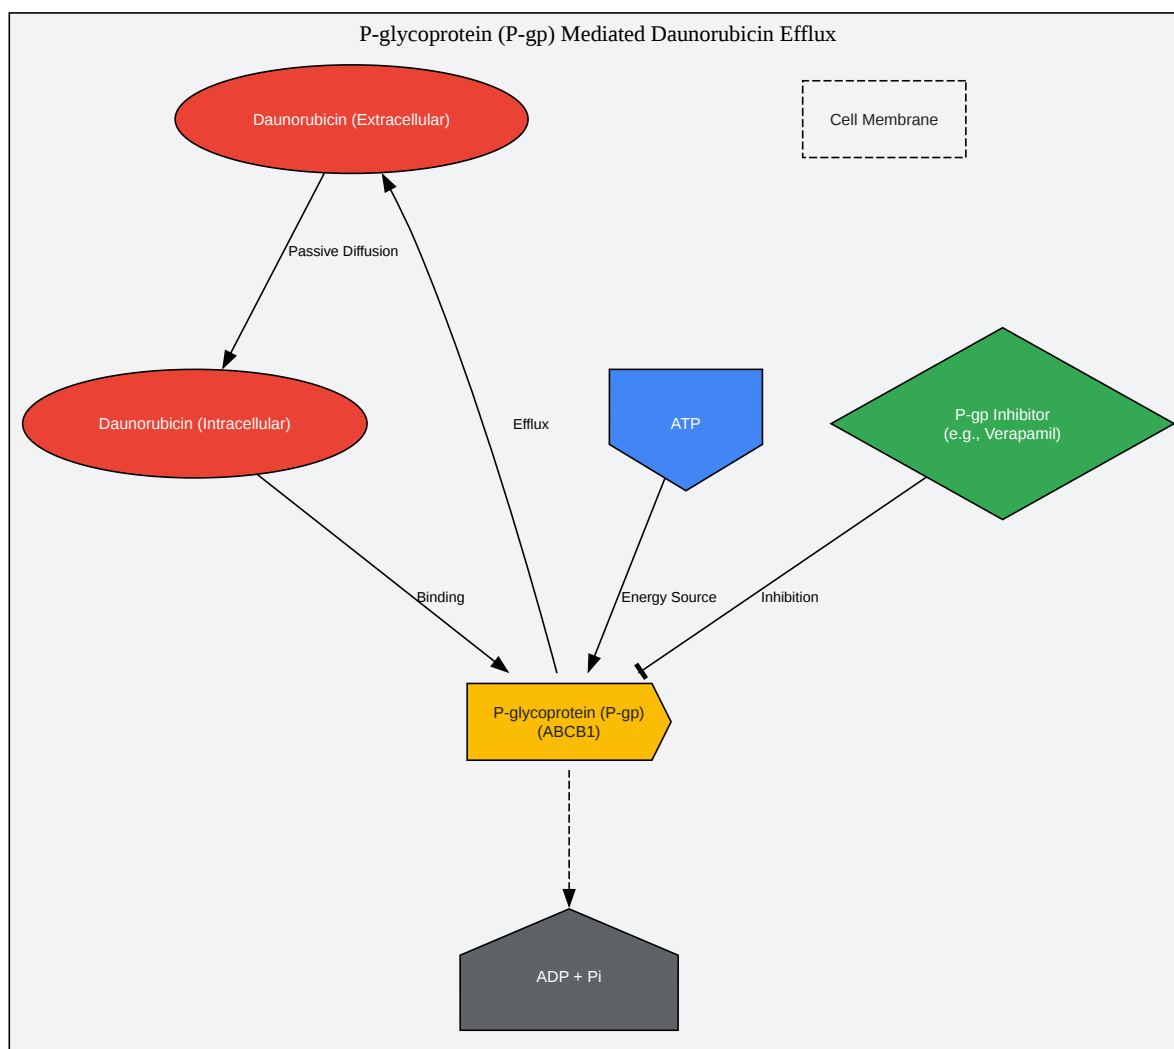 P-glycoprotein (P-gp) Mediated Daunorubicin Efflux
Daunorubicin (Extracellular)
Cell Membrane
Passive Diffusion
Daunorubicin (Intracellular)
Efflux
ATP
P-gp Inhibitor
(e.g., Verapamil)
Binding
Energy Source
Inhibition
P-glycoprotein (P-gp)
(ABCB1)
ADP + Pi